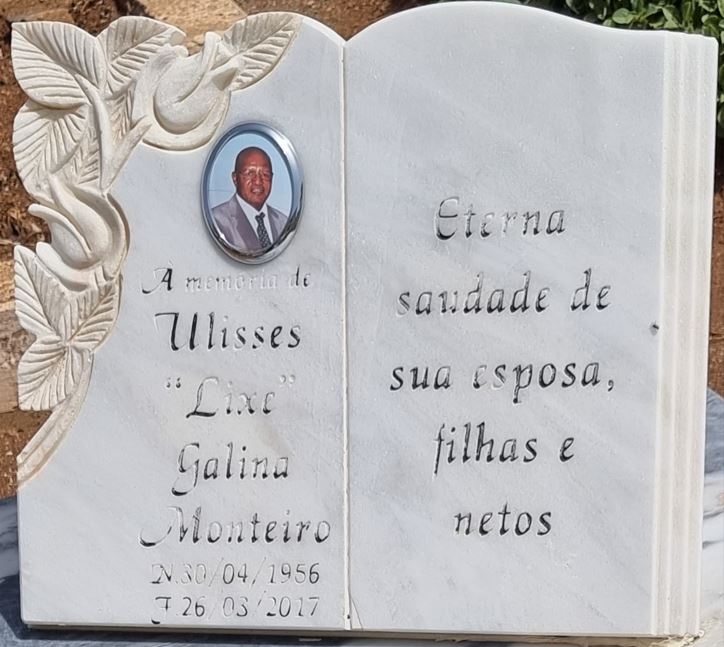 À memória de
Ulisses
“Lixe”
Galina
Monteiro
N.30/04/1956
F 26/03/2017
Eterna
saudade de
sua esposa,
filhas e
netos